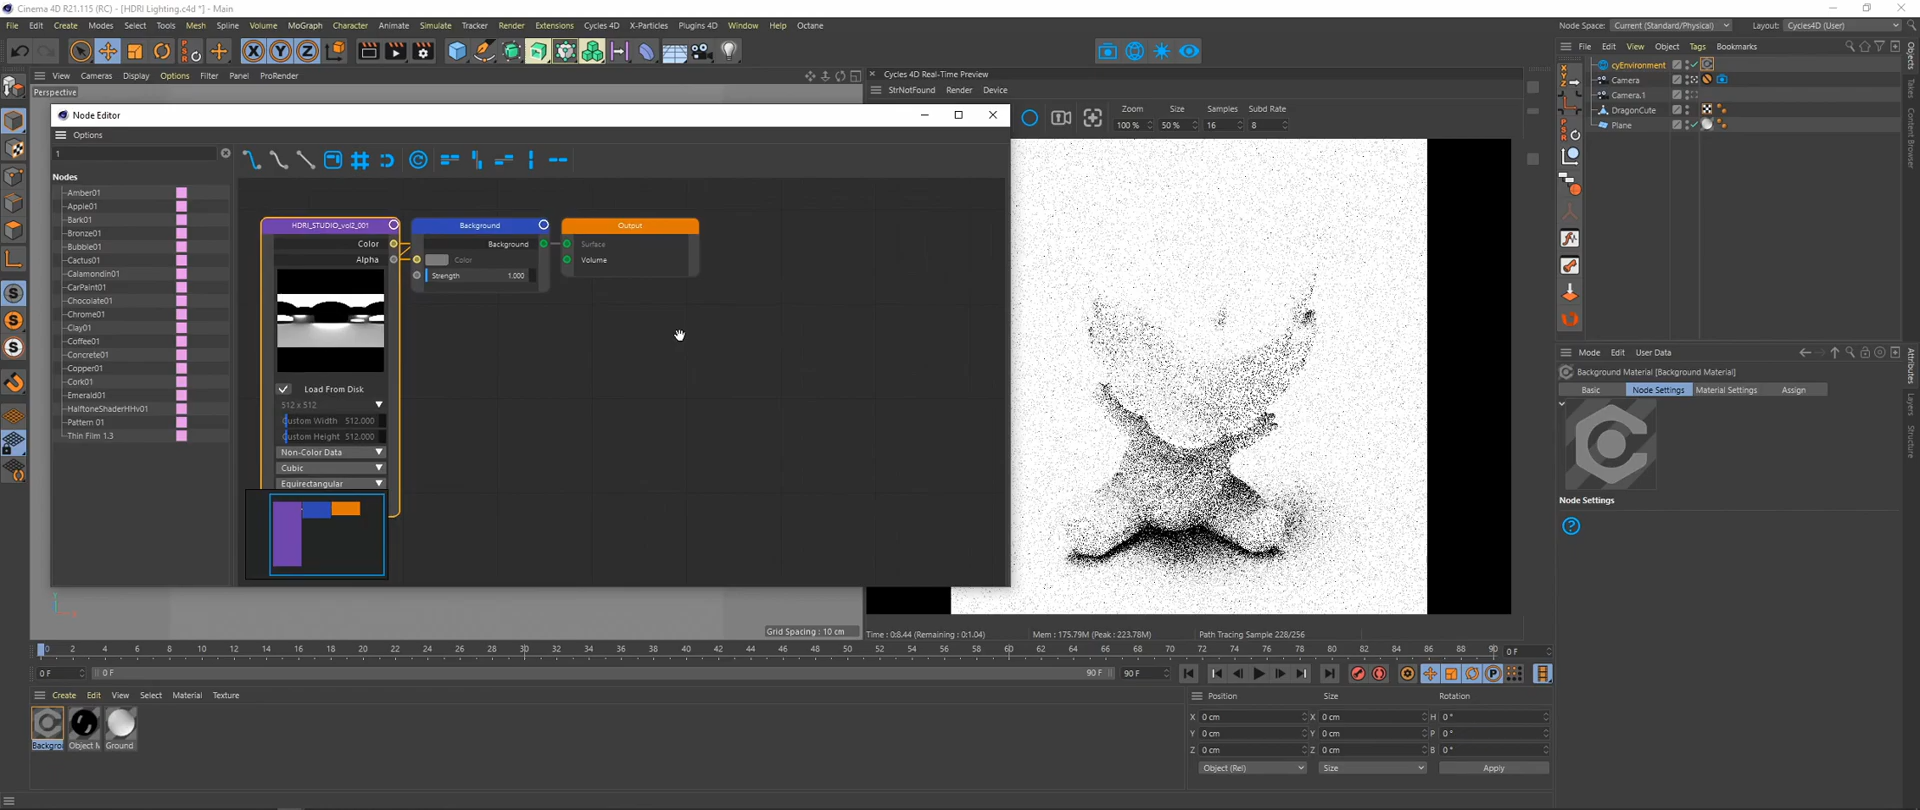 Cinema 4D R21.115 (RC) - [HDRI Lighting.c4d *] - Main
File Edit Create Modes Select Tools Mesh Spline Volume MoGraph Character Animate Simulate Tracker Render Extensions Cycles 4D X-Particles Plugins 4D Window Help Octane
Node Space: Current (Standard/Physical) Layout: Cycles4D (User)
View Cameras Display Options Filter Panel ProRender
Perspective
Cycles 4D Real-Time Preview
StrNotFound Render Device
Zoom Size Samples Subd Rate
100 % 50 % 16 8
File Edit View Object Tags Bookmarks
cyEnvironment
Camera
Camera.1
DragonCute
Plane
Objects
Takes
Content Browser
Node Editor
Options
1
Nodes
Amber01
Apple01
Bark01
Bronze01
Bubble01
Cactus01
Calamondin01
CarPaint01
Chocolate01
Chrome01
Clay01
Coffee01
Concrete01
Copper01
Cork01
Emerald01
HalftoneShaderHHv01
Pattern 01
Thin Film 1.3
HDRI_STUDIO_vol2_001
Color
Alpha
Load From Disk
512 x 512
Custom Width 512.000
Custom Height 512.000
Non-Color Data
Cubic
Equirectangular
Background
Background
Color
Strength 1.000
Output
Surface
Volume
Mode Edit User Data
Background Material [Background Material]
Basic Node Settings Material Settings Assign
Node Settings
Attributes
Layers
Structure
Y
Grid Spacing : 10 cm
Time : 0:8.44 (Remaining : 0:1.04) Mem : 175.79M (Peak : 223.78M) Path Tracing Sample 228/256
0 2 4 6 8 10 12 14 16 18 20 22 24 26 28 30 32 34 36 38 40 42 44 46 48 50 52 54 56 58 60 62 64 66 68 70 72 74 76 78 80 82 84 86 88 90 0 F
0 F 0 F 90 F 90 F
Create Edit View Select Material Texture
Backgro Object M Ground
Position Size Rotation
X 0 cm X 0 cm H 0 °
Y 0 cm Y 0 cm P 0 °
Z 0 cm Z 0 cm B 0 °
Object (Rel) Size Apply